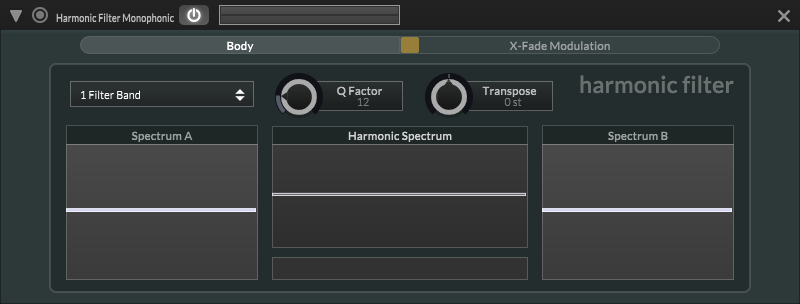 Harmonic Filter Monophonic
Body
X-Fade Modulation
1 Filter Band
Q Factor
12
Transpose
0 st
harmonic filter
Spectrum A
Harmonic Spectrum
Spectrum B